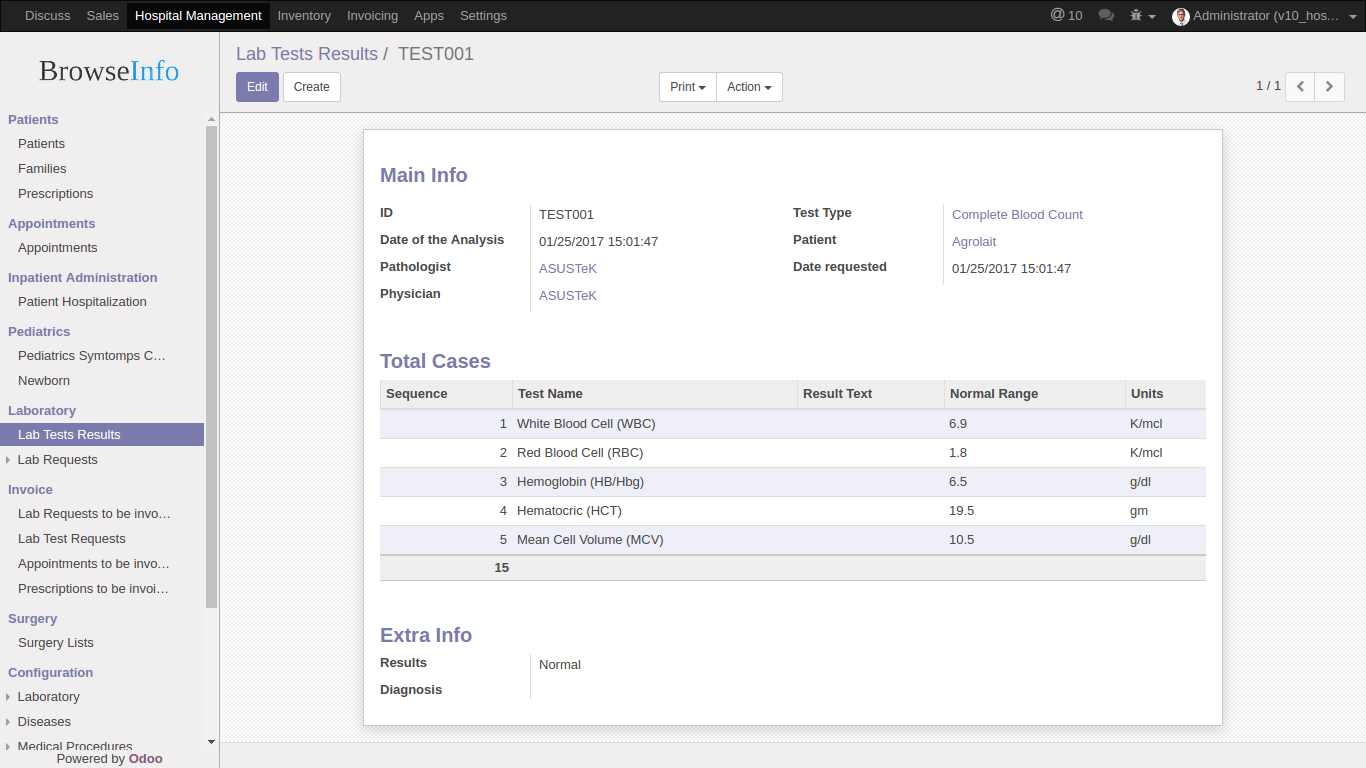 Discuss Sales Hospital Management Inventory Invoicing Apps Settings @ 10 Administrator (v10_hos...
BrowseInfo
Patients
Patients
Families
Prescriptions
Appointments
Appointments
Inpatient Administration
Patient Hospitalization
Pediatrics
Pediatrics Symtomps C...
Newborn
Laboratory
Lab Tests Results
Lab Requests
Invoice
Lab Requests to be invo...
Lab Test Requests
Appointments to be invo...
Prescriptions to be invoi...
Surgery
Surgery Lists
Configuration
Laboratory
Diseases
Medical Procedures
Powered by Odoo
Lab Tests Results / TEST001
Edit Create Print Action 1 / 1
Main Info
ID TEST001 Test Type Complete Blood Count
Date of the Analysis 01/25/2017 15:01:47 Patient Agrolait
Pathologist ASUSTeK Date requested 01/25/2017 15:01:47
Physician ASUSTeK
Total Cases
Sequence Test Name Result Text Normal Range Units
1 White Blood Cell (WBC) 6.9 K/mcl
2 Red Blood Cell (RBC) 1.8 K/mcl
3 Hemoglobin (HB/Hbg) 6.5 g/dl
4 Hematocric (HCT) 19.5 gm
5 Mean Cell Volume (MCV) 10.5 g/dl
15
Extra Info
Results Normal
Diagnosis